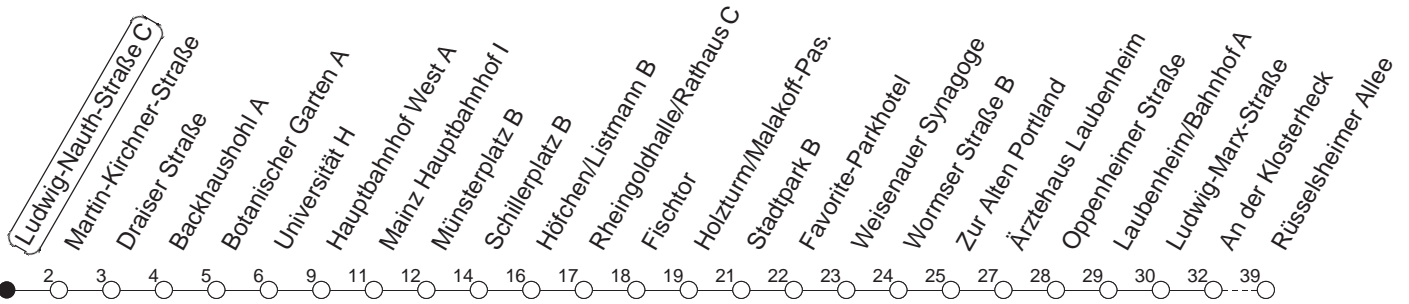 Ludwig-Nauth-Straße C
Martin-Kirchner-Straße
Draiser Straße
Backhaushohl A
Botanischer Garten A
Universität H
Hauptbahnhof West A
Mainz Hauptbahnhof I
Münsterplatz B
Schillerplatz B
Höfchen/Listmann B
Rheingoldhalle/Rathaus C
Fischtor
Holzturm/Malakoff-Pas.
Stadtpark B
Favorite-Parkhotel
Weisenauer Synagoge
Wormser Straße B
Zur Alten Portland
Ärztehaus Laubenheim
Oppenheimer Straße
Laubenheim/Bahnhof A
Ludwig-Marx-Straße
An der Klosterheck
Rüsselsheimer Allee
2 3 4 5 6 9 11 12 14 16 17 18 19 21 22 23 24 25 27 28 29 30 32 39